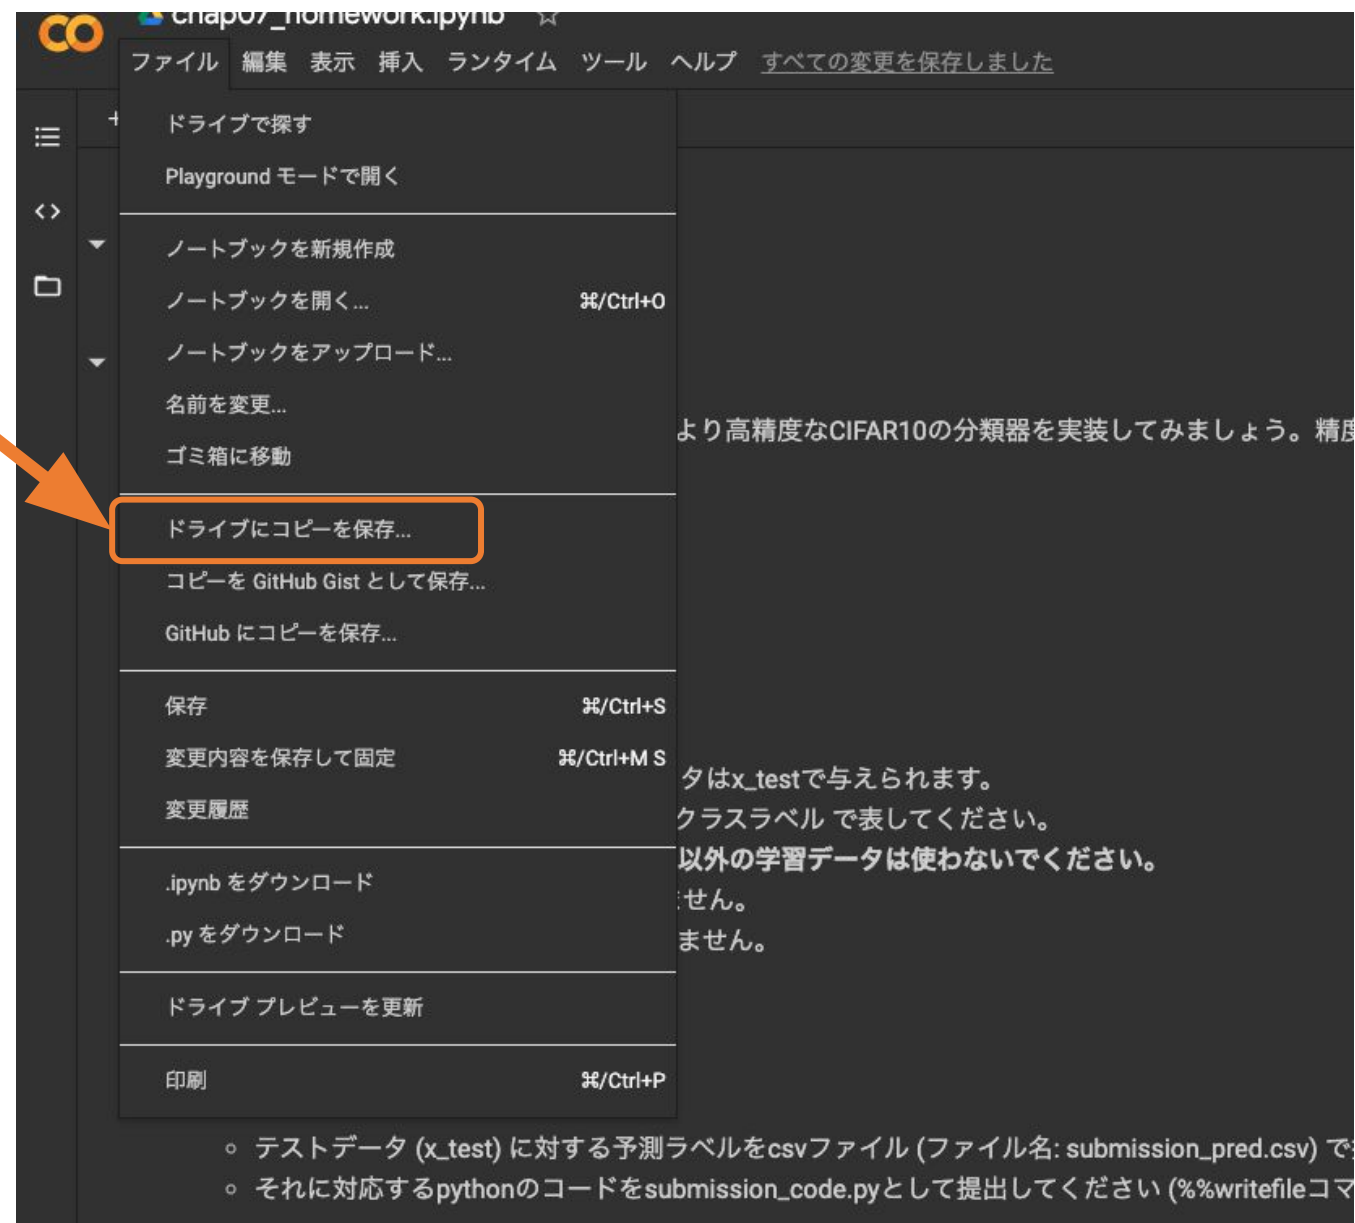 chap07_homework.ipynb
ファイル 編集 表示 挿入 ランタイム ツール ヘルプ すべての変更を保存しました
ドライブで探す
Playground モードで開く
ノートブックを新規作成
ノートブックを開く... ⌘/Ctrl+O
ノートブックをアップロード...
名前を変更...
より高精度なCIFAR10の分類器を実装してみましょう。精度
ゴミ箱に移動
ドライブにコピーを保存...
コピーを GitHub Gist として保存...
GitHub にコピーを保存...
保存 ⌘/Ctrl+S
変更内容を保存して固定 ⌘/Ctrl+M S
タはx_testで与えられます。
変更履歴
クラスラベル で表してください。
以外の学習データは使わないでください。
.ipynb をダウンロード
せん。
.py をダウンロード
ません。
ドライブ プレビューを更新
印刷 ⌘/Ctrl+P
テストデータ (x_test) に対する予測ラベルをcsvファイル (ファイル名: submission_pred.csv) で
それに対応するpythonのコードをsubmission_code.pyとして提出してください (%%writefileコマ